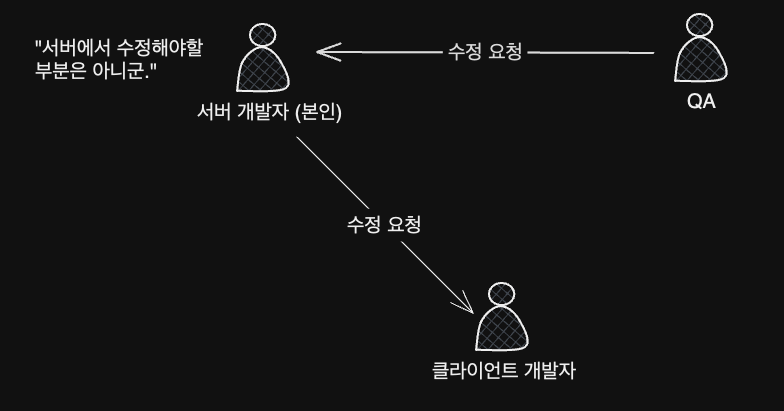 "서버에서 수정해야할
부분은 아니군."
수정 요청
QA
서버 개발자 (본인)
수정 요청
클라이언트 개발자